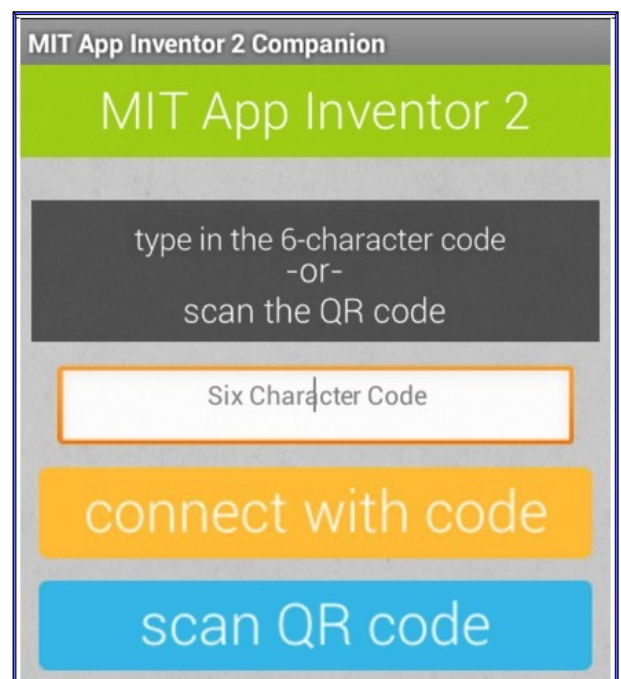 MIT App Inventor 2 Companion
MIT App Inventor 2
type in the 6-character code
-or-
scan the QR code
Six Character Code
connect with code
scan QR code